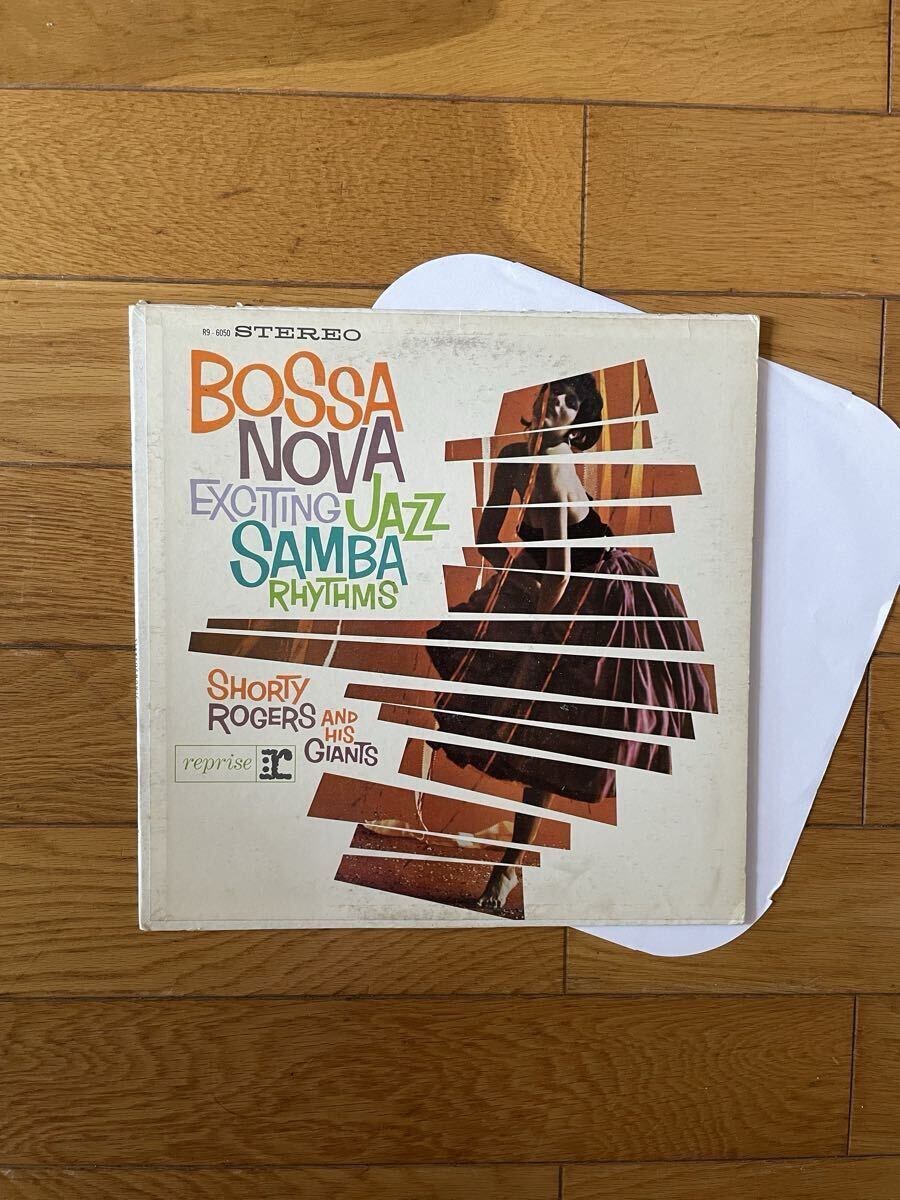 R9-6050 STEREO
BOSSA
NOVA
EXCITING JAZZ
SAMBA
RHYTHMS
SHORTY
ROGERS AND
HIS
GIANTS
reprise r